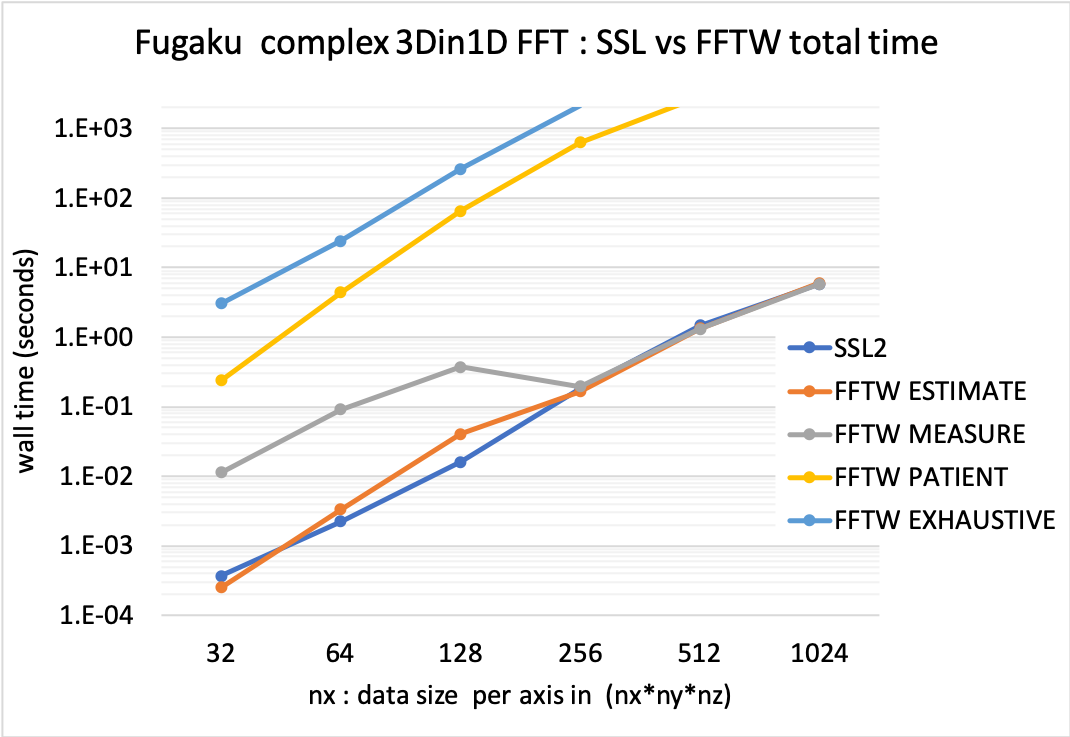 Fugaku  complex 3Din1D FFT : SSL vs FFTW total time
1.E+03
1.E+02
1.E+01
1.E+00
1.E-01
1.E-02
1.E-03
1.E-04
wall time (seconds)
SSL2
FFTW ESTIMATE
FFTW MEASURE
FFTW PATIENT
FFTW EXHAUSTIVE
32 64 128 256 512 1024
nx : data size  per axis in  (nx*ny*nz)